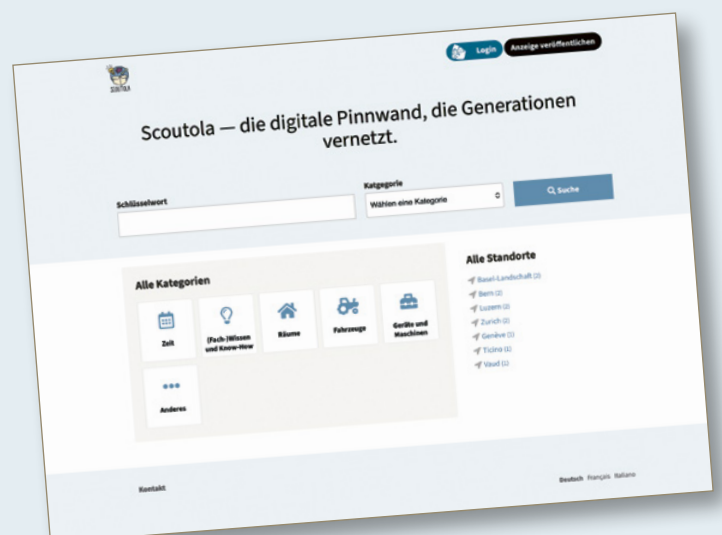 SCOUTOLA
Login
Anzeige veröffentlichen
Scoutola — die digitale Pinnwand, die Generationen
vernetzt.
Schlüsselwort
Katgegorie
Wählen eine Kategorie
Suche
Alle Kategorien
Zeit
(Fach-)Wissen
und Know-How
Räume
Fahrzeuge
Geräte und
Maschinen
Anderes
Alle Standorte
Basel-Landschaft (2)
Bern (2)
Luzern (2)
Zurich (2)
Genève (1)
Ticino (1)
Vaud (1)
Kontakt
Deutsch Français Italiano